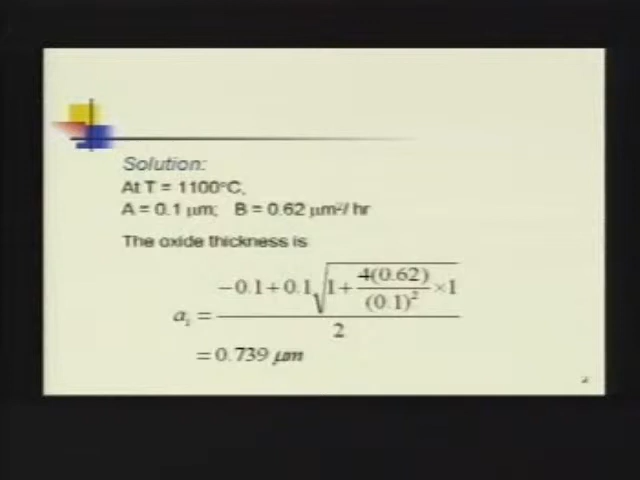 Solution:
At T = 1100°C,
A = 0.1 μm; B = 0.62 μm²/ hr
The oxide thickness is
aᵢ = (−0.1 + 0.1 √(1 + 4(0.62)/(0.1)² × 1)) / 2
= 0.739 μm